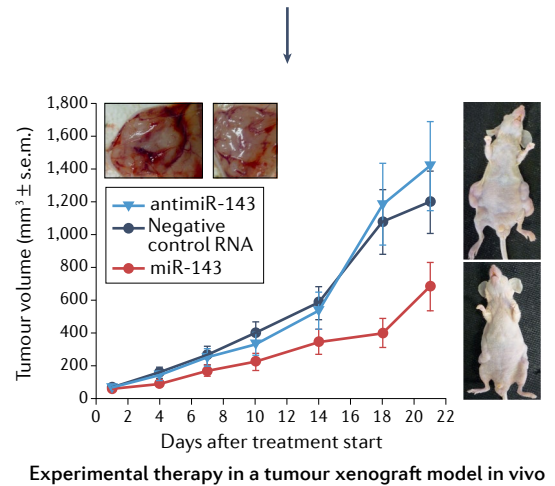 1,800
1,600
1,400
1,200
1,000
800
600
400
200
0
Tumour volume (mm³ ± s.e.m.)
antimiR-143
Negative
control RNA
miR-143
0 2 4 6 8 10 12 14 16 18 20 22
Days after treatment start
Experimental therapy in a tumour xenograft model in vivo